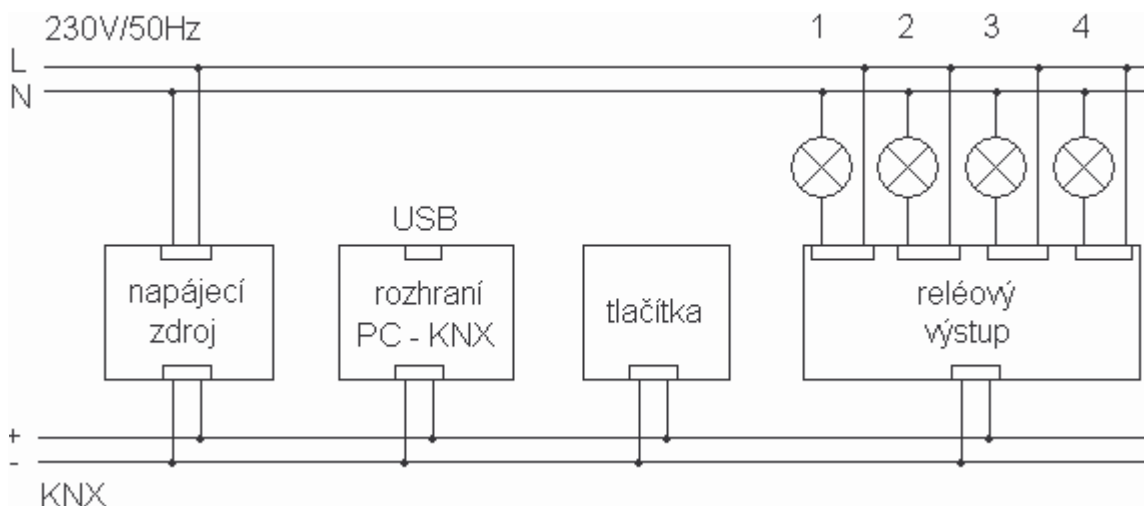 230V/50Hz
1 2 3 4
L
N
USB
napájecí
zdroj
rozhraní
PC - KNX
tlačítka
reléový
výstup
+
-
KNX